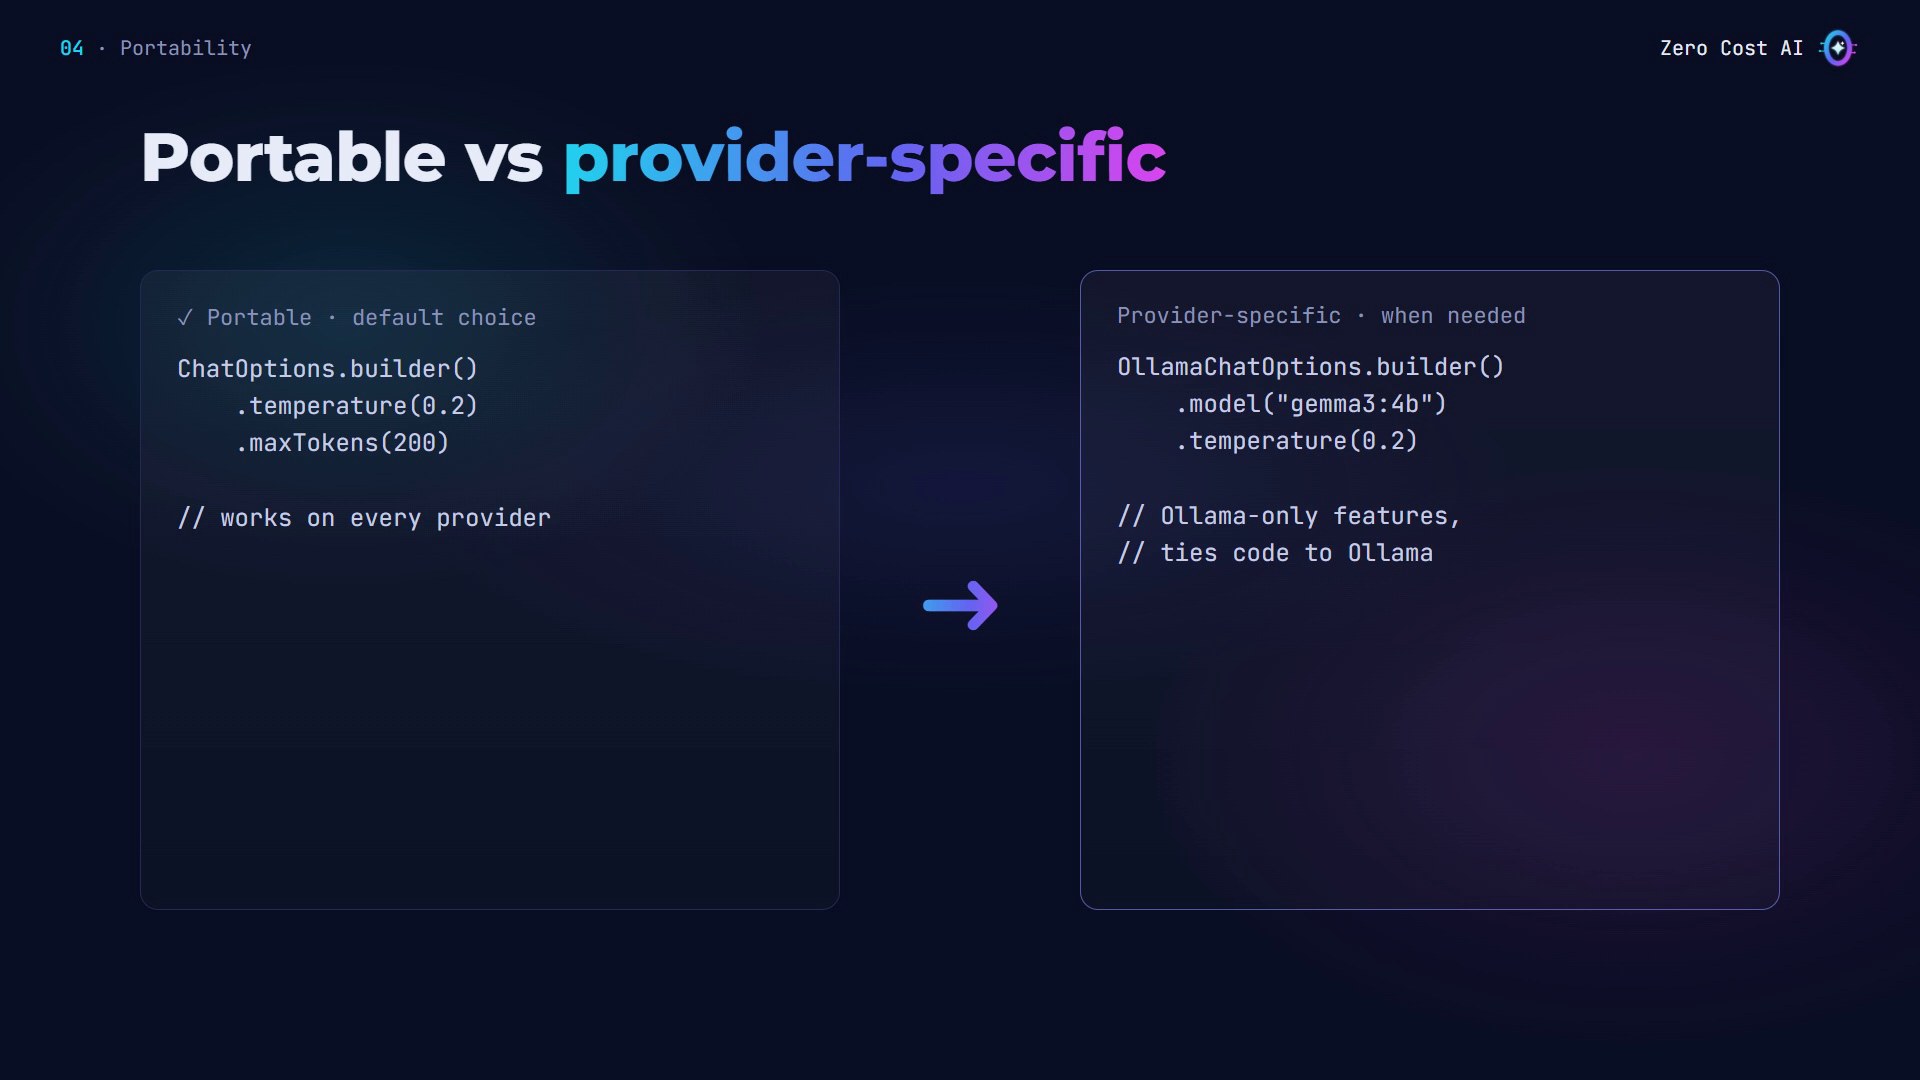 04 · Portability
Zero Cost AI
Portable vs provider-specific
✓ Portable · default choice
ChatOptions.builder()
    .temperature(0.2)
    .maxTokens(200)
// works on every provider
→
Provider-specific · when needed
OllamaChatOptions.builder()
    .model("gemma3:4b")
    .temperature(0.2)
// Ollama-only features,
// ties code to Ollama